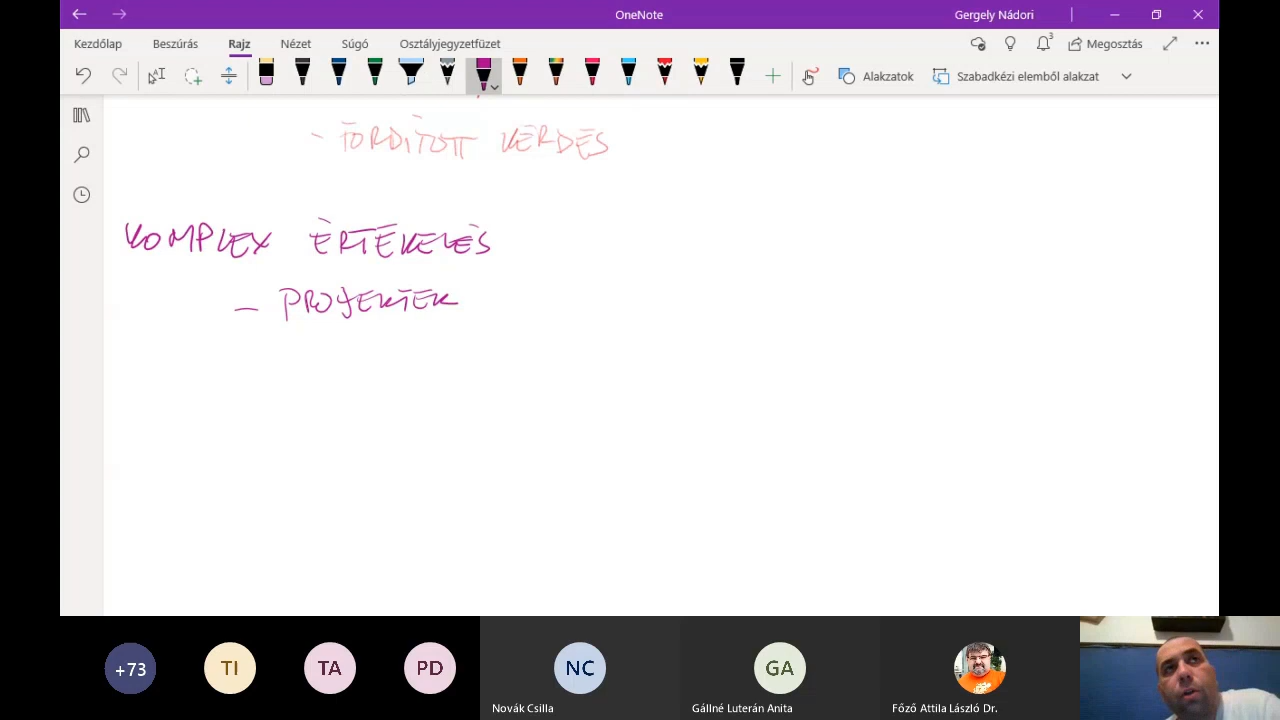 OneNote
Gergely Nádori
Kezdőlap Beszúrás Rajz Nézet Súgó Osztályjegyzetfüzet
3 Megosztás
Alakzatok Szabadkézi elemből alakzat
- FORDÍTOTT KÉRDÉS
KOMPLEX ÉRTÉKELÉS
- PROJEKTEK
+73 TI TA PD NC GA
Novák Csilla Gállné Luterán Anita Főző Attila László Dr.